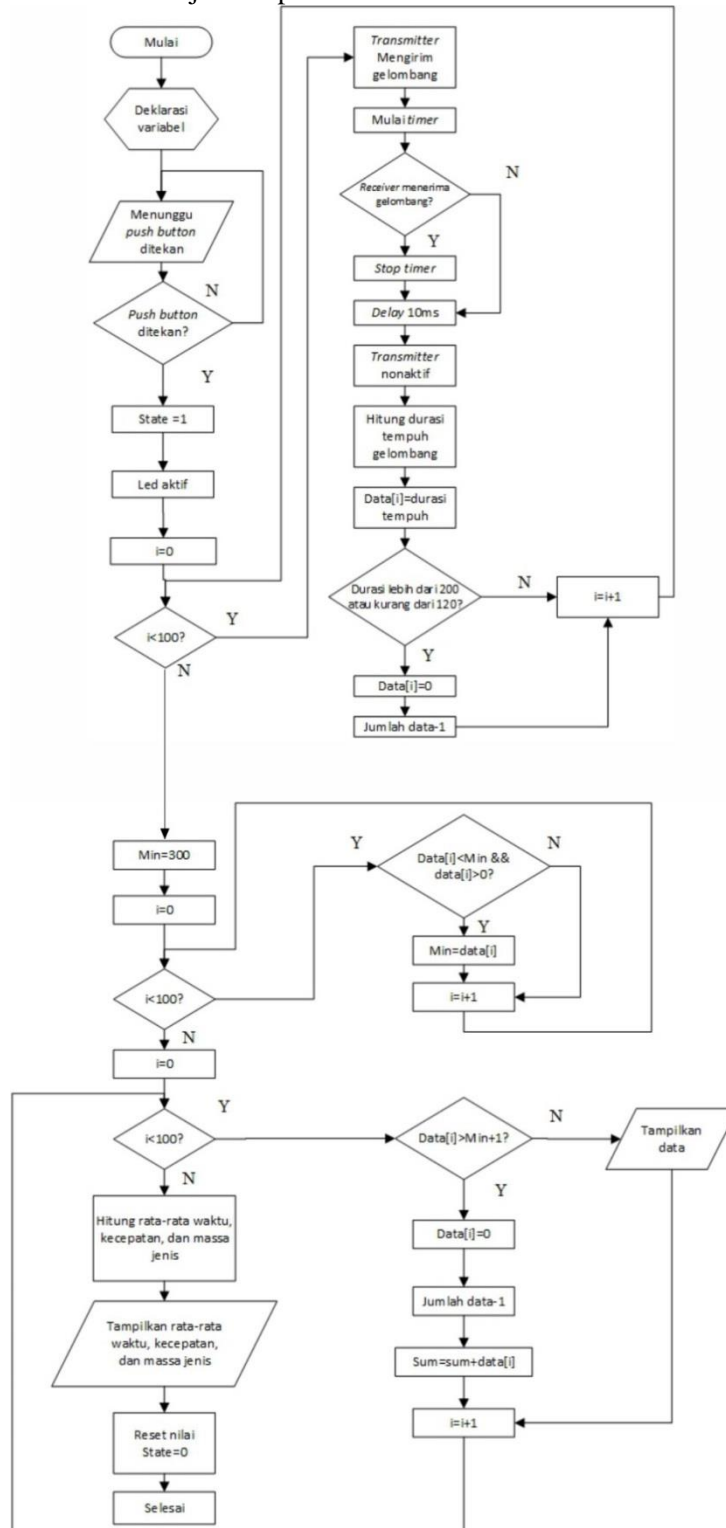 Mulai
Deklarasi
variabel
Menunggu
push button
ditekan
N
Push button
ditekan?
Y
State =1
Led aktif
i=0
i<100?
Y
N
Transmitter
Mengirim
gelombang
Mulai timer
N
Receiver menerima
gelombang?
Y
Stop timer
Delay 10ms
Transmitter
nonaktif
Hitung durasi
tempuh
gelombang
Data[i]=durasi
tempuh
Durasi lebih dari 200
atau kurang dari 120?
N
i=i+1
Y
Data[i]=0
Jumlah data-1
Min=300
i=0
i<100?
Y
N
Data[i]<Min &&
data[i]>0?
N
Y
Min=data[i]
i=i+1
i=0
i<100?
Y
N
Data[i]>Min+1?
N
Tampilkan
data
Y
Data[i]=0
Jumlah data-1
Sum=sum+data[i]
i=i+1
Hitung rata-rata waktu,
kecepatan, dan massa
jenis
Tampilkan rata-rata
waktu, kecepatan,
dan massa jenis
Reset nilai
State=0
Selesai